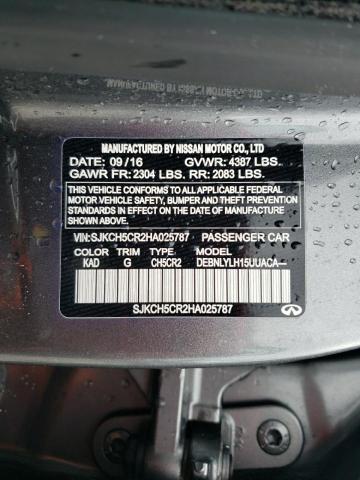 MANUFACTURED BY NISSAN MOTOR CO., LTD
DATE: 09/16 GVWR: 4387 LBS.
GAWR FR: 2304 LBS. RR: 2083 LBS.
THIS VEHICLE CONFORMS TO ALL APPLICABLE FEDERAL
MOTOR VEHICLE SAFETY, BUMPER AND THEFT PREVENTION
STANDARDS IN EFFECT ON THE DATE OF MANUFACTURE SHOWN ABOVE.
VIN:SJKCH5CR2HA025787 PASSENGER CAR
COLOR TRIM TYPE MODEL
KAD G CH5CR2 DEBNLYLH15UUACA—
SJKCH5CR2HA025787